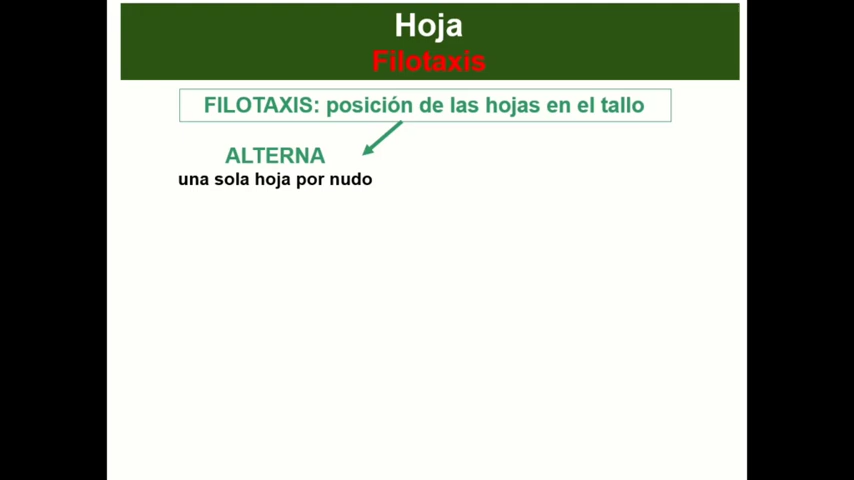 Hoja
Filotaxis
FILOTAXIS: posición de las hojas en el tallo
ALTERNA
una sola hoja por nudo